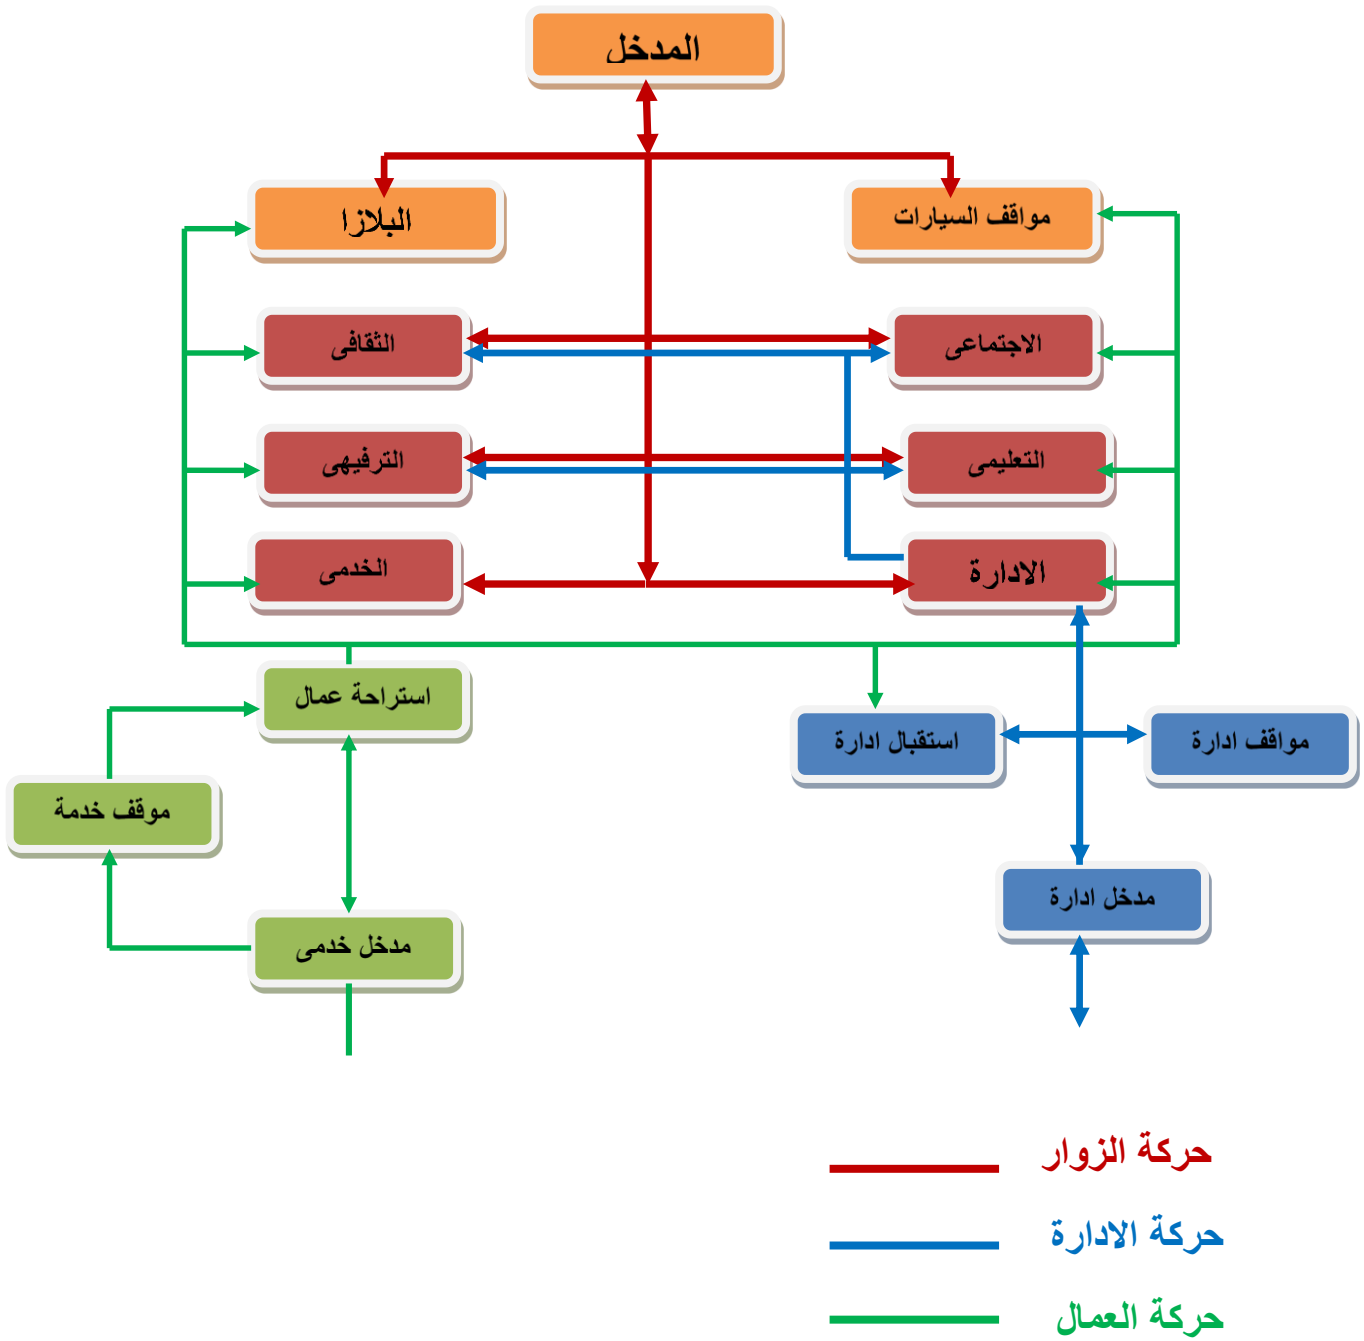 المدخل
مواقف السيارات
البلازا
الاجتماعى
الثقافى
التعليمى
الترفيهى
الادارة
الخدمى
استراحة عمال
مواقف ادارة
استقبال ادارة
موقف خدمة
مدخل ادارة
مدخل خدمى
حركة الزوار
حركة الادارة
حركة العمال